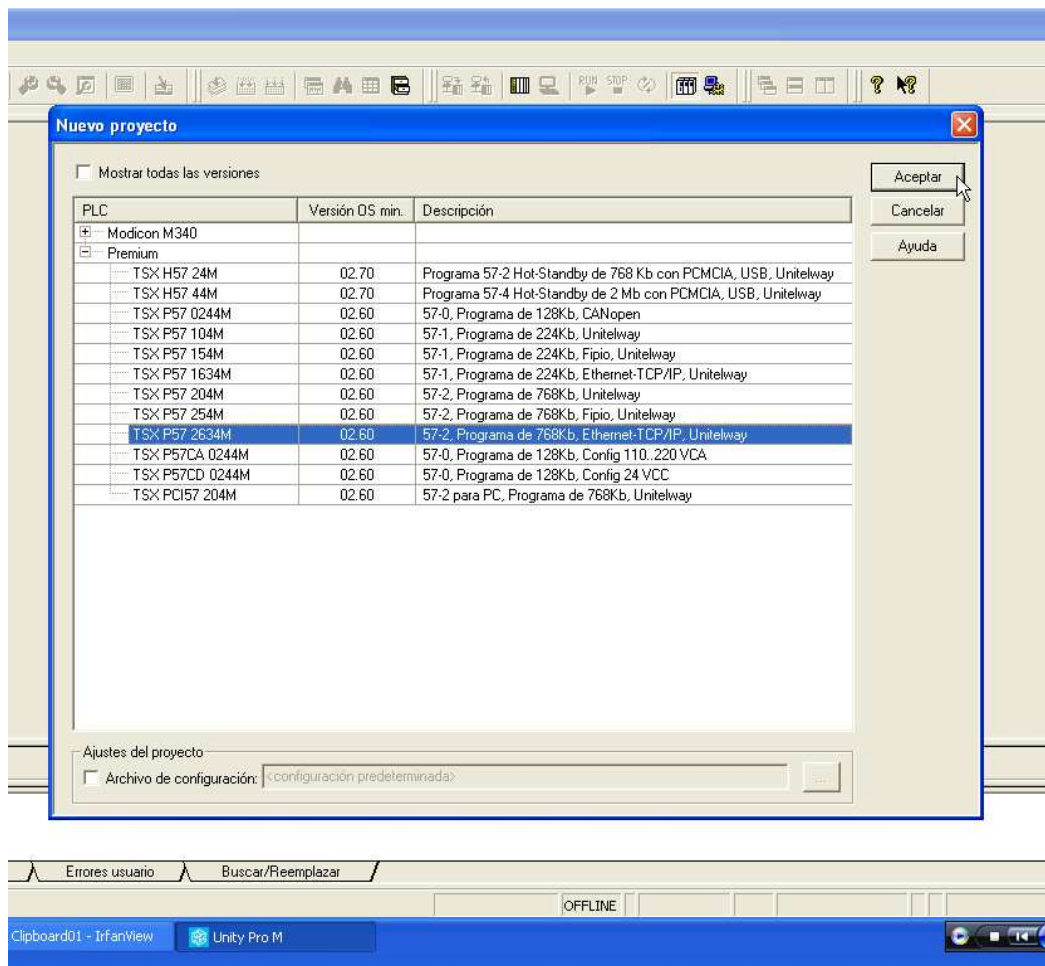 RUN STOP
Nuevo proyecto
Mostrar todas las versiones
Aceptar
Cancelar
Ayuda
PLC Versión OS min. Descripción
Modicon M340
Premium
TSX H57 24M 02.70 Programa 57-2 Hot-Standby de 768 Kb con PCMCIA, USB, Unitelway
TSX H57 44M 02.70 Programa 57-4 Hot-Standby de 2 Mb con PCMCIA, USB, Unitelway
TSX P57 0244M 02.60 57-0, Programa de 128Kb, CANopen
TSX P57 104M 02.60 57-1, Programa de 224Kb, Unitelway
TSX P57 154M 02.60 57-1, Programa de 224Kb, Fipio, Unitelway
TSX P57 1634M 02.60 57-1, Programa de 224Kb, Ethernet-TCP/IP, Unitelway
TSX P57 204M 02.60 57-2, Programa de 768Kb, Unitelway
TSX P57 254M 02.60 57-2, Programa de 768Kb, Fipio, Unitelway
TSX P57 2634M 02.60 57-2, Programa de 768Kb, Ethernet-TCP/IP, Unitelway
TSX P57CA 0244M 02.60 57-0, Programa de 128Kb, Config 110..220 VCA
TSX P57CD 0244M 02.60 57-0, Programa de 128Kb, Config 24 VCC
TSX PCI57 204M 02.60 57-2 para PC, Programa de 768Kb, Unitelway
Ajustes del proyecto
Archivo de configuración: <configuración predeterminada> ...
Errores usuario Buscar/Reemplazar
OFFLINE
Clipboard01 - IrfanView Unity Pro M